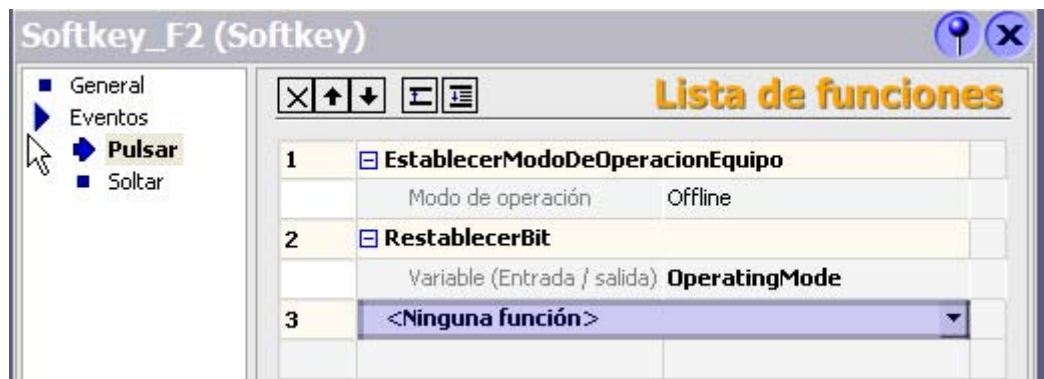 Softkey_F2 (Softkey)
General
Eventos
Pulsar
Soltar
Lista de funciones
1 EstablecerModoDeOperacionEquipo
Modo de operación Offline
2 RestablecerBit
Variable (Entrada / salida) OperatingMode
3 <Ninguna función>